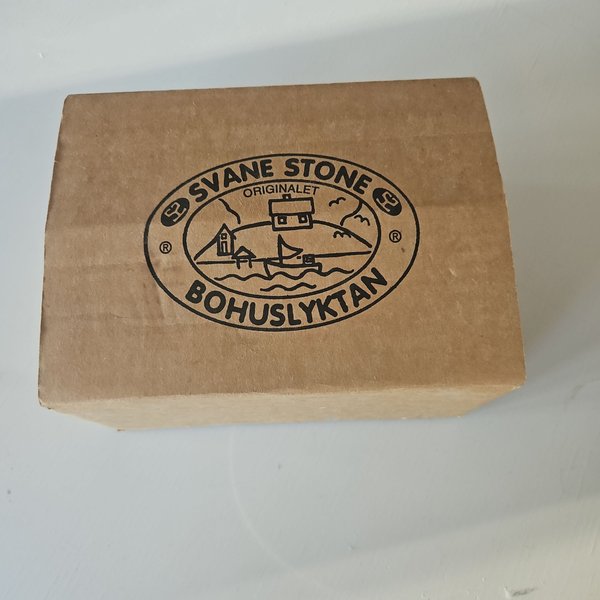 SVANE STONE
ORIGINALET
® ®
BOHUSLYKTAN